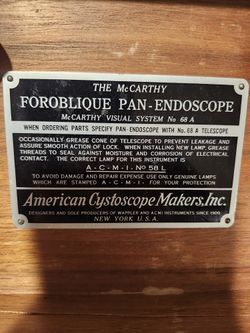 THE McCARTHY
FOROBLIQUE PAN-ENDOSCOPE
McCARTHY VISUAL SYSTEM No 68 A
WHEN ORDERING PARTS SPECIFY PAN-ENDOSCOPE WITH No. 68 A TELESCOPE
OCCASIONALLY GREASE CONE OF TELESCOPE TO PREVENT LEAKAGE AND
ASSURE SMOOTH ACTION OF LOCK. WHEN INSTALLING NEW LAMP, GREASE
THREADS TO SEAL AGAINST MOISTURE AND CORROSION OF ELECTRICAL
CONTACT. THE CORRECT LAMP FOR THIS INSTRUMENT IS
A - C - M - I - No 58 L
TO AVOID DAMAGE AND REPAIR EXPENSE USE ONLY GENUINE LAMPS
WHICH ARE STAMPED A - C - M - I - FOR YOUR PROTECTION
American Cystoscope Makers, Inc.
DESIGNERS AND SOLE PRODUCERS OF WAPPLER AND ACMI INSTRUMENTS SINCE 1900
NEW YORK U.S.A.